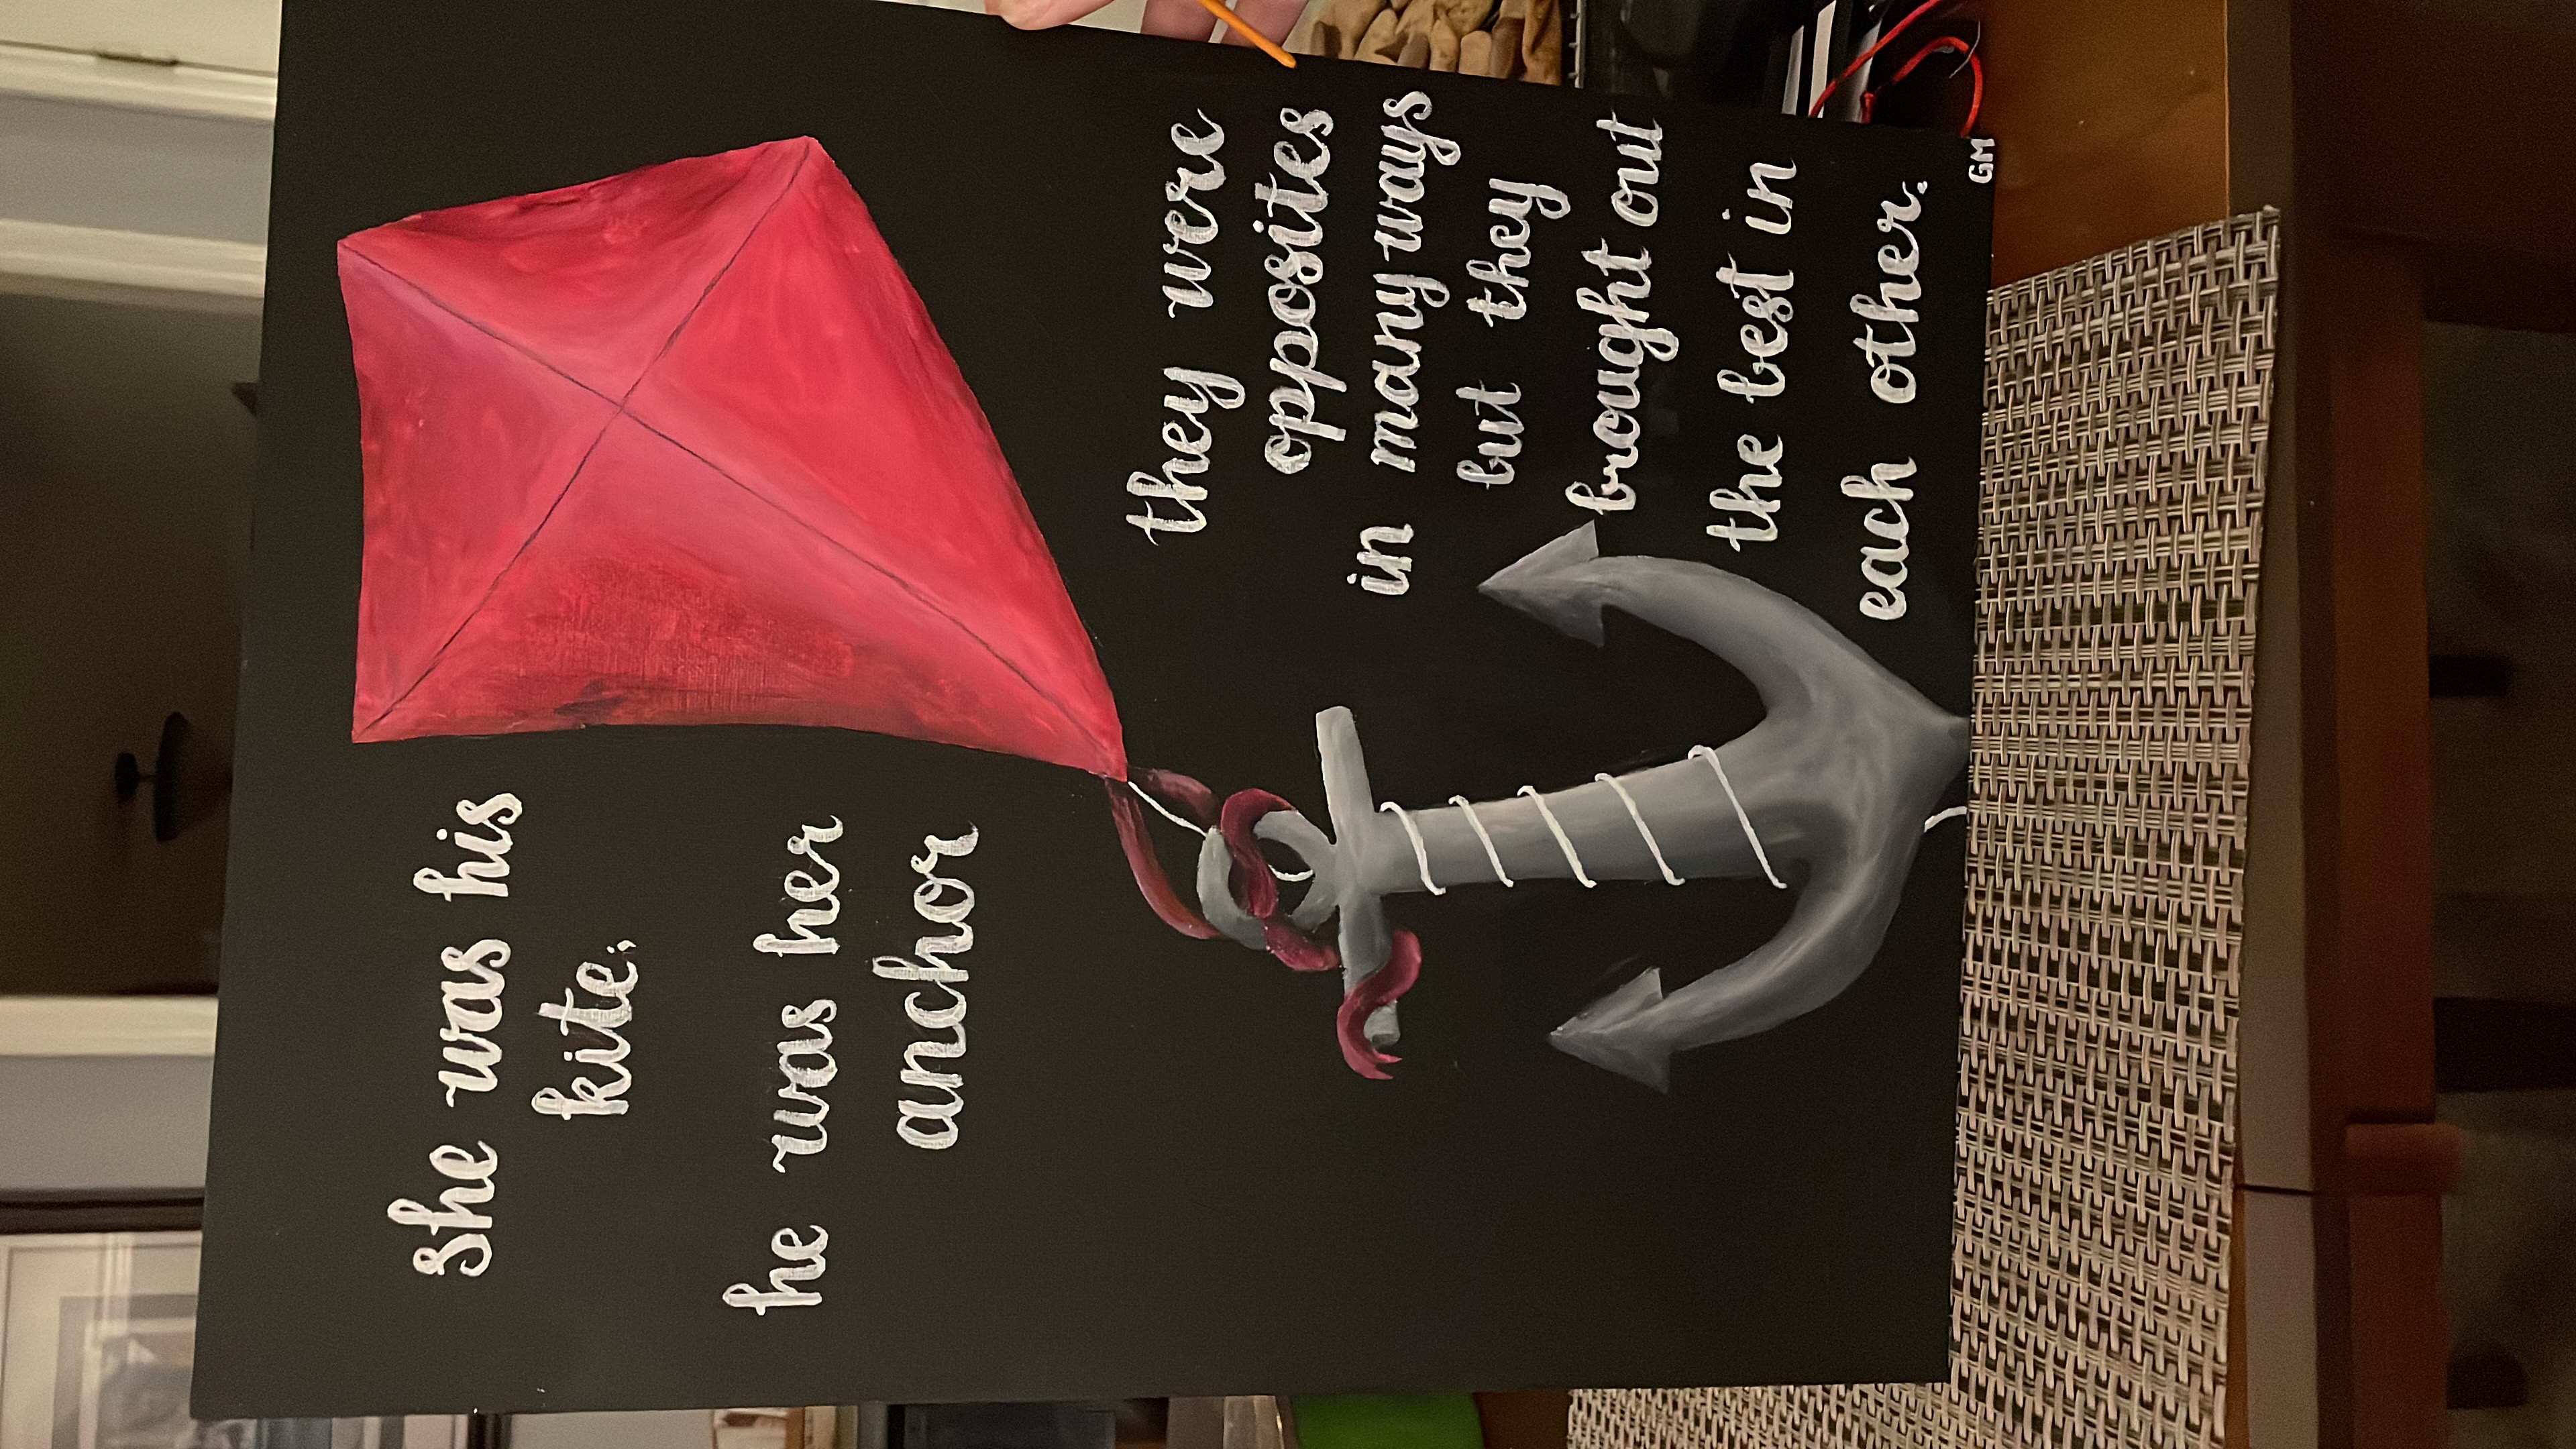 she was his
kite;
he was her
anchor
they were
opposites
in many ways
but they
brought out
the best in
each other.
GM